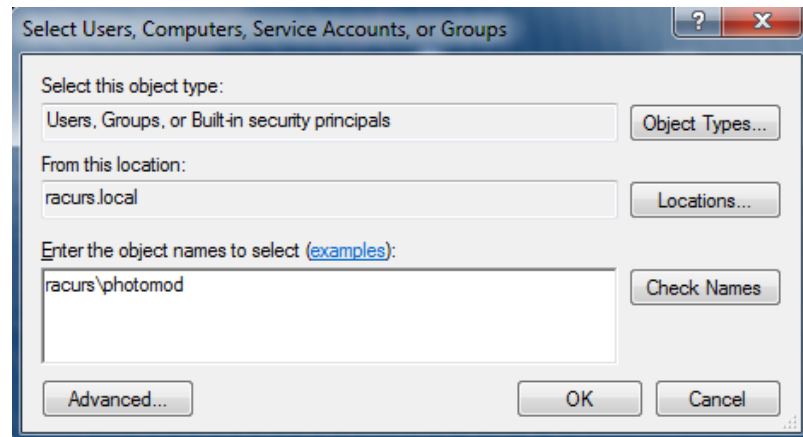 Select Users, Computers, Service Accounts, or Groups
? X
Select this object type:
Users, Groups, or Built-in security principals
Object Types...
From this location:
racurs.local
Locations...
Enter the object names to select (examples):
racurs\photomod
Check Names
Advanced...
OK
Cancel